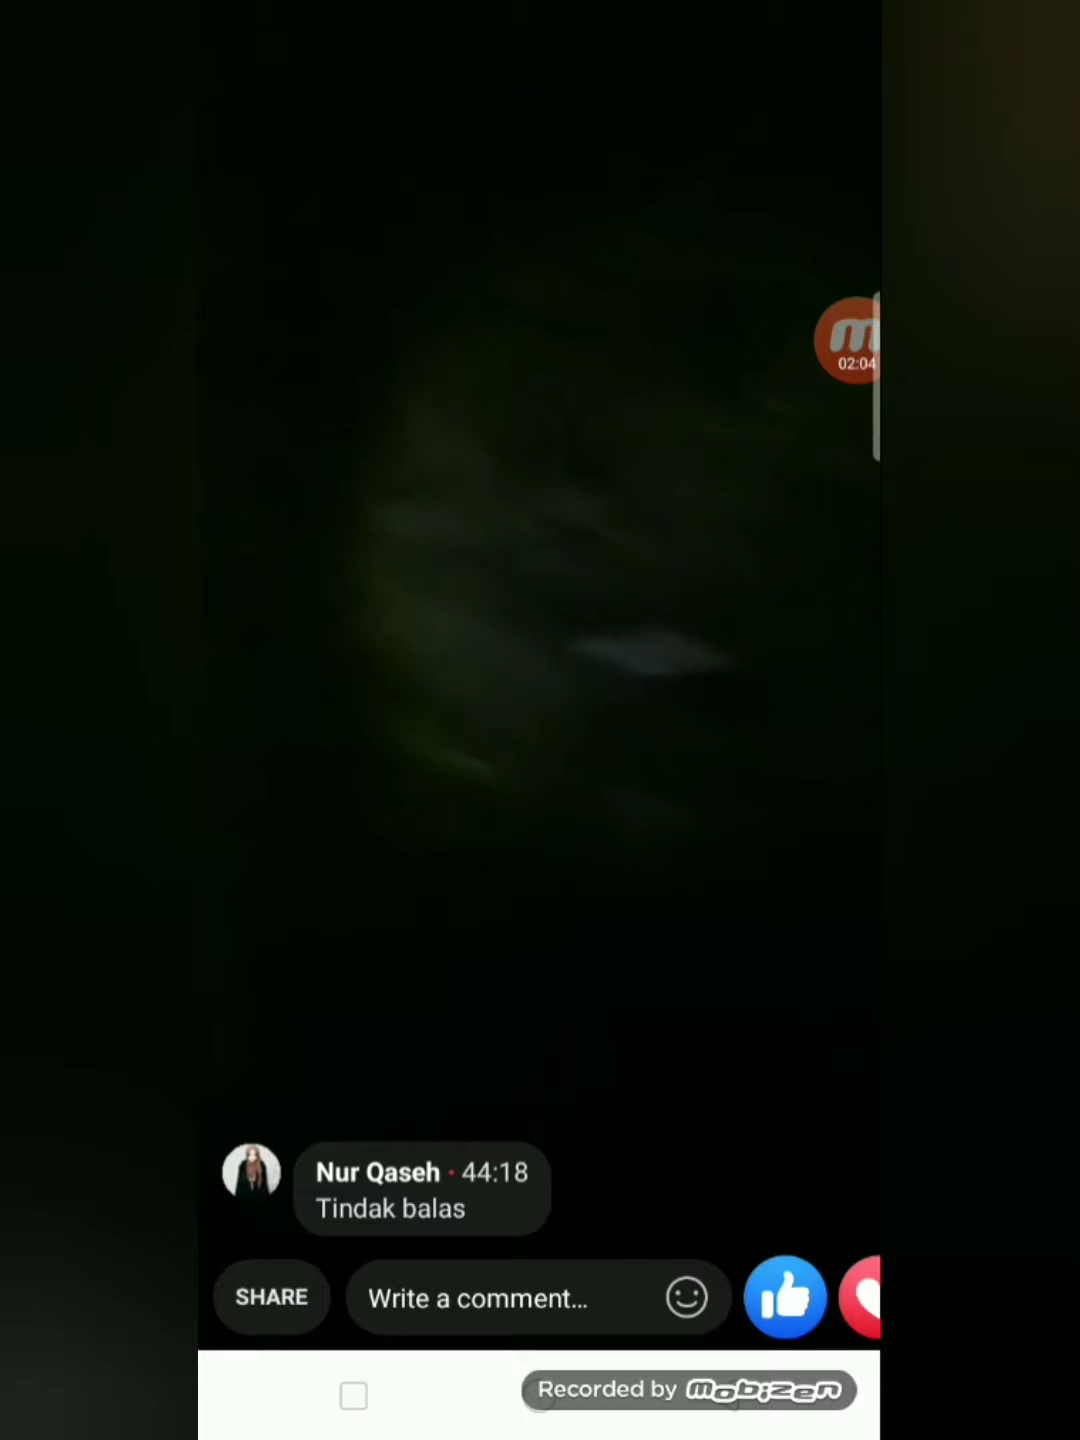 m
02:04
Nur Qaseh • 44:18
Tindak balas
SHARE
Write a comment...
Recorded by mobizen